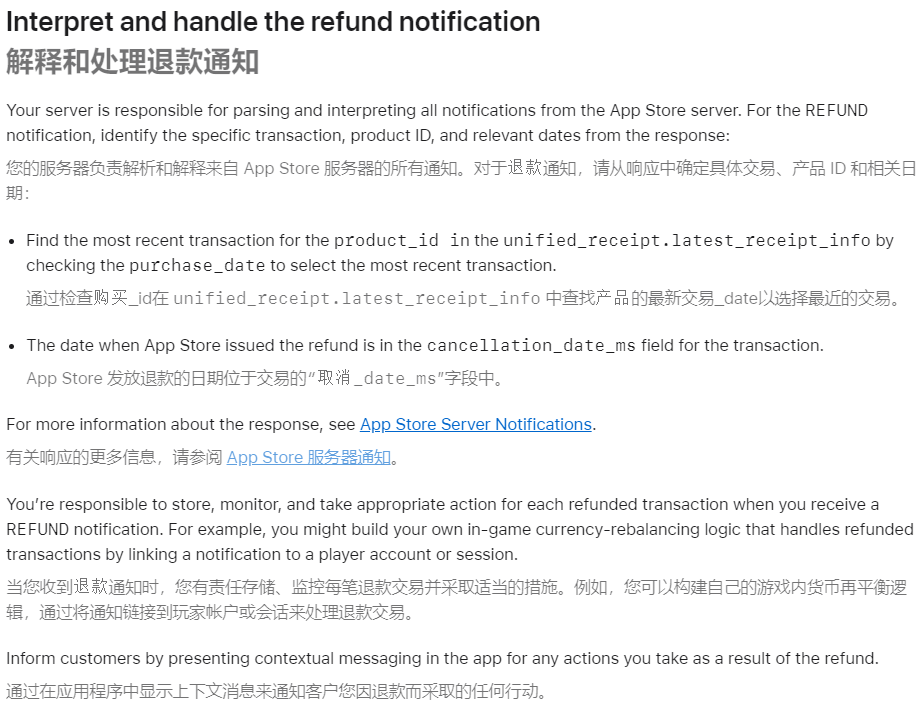 Interpret and handle the refund notification
解释和处理退款通知
Your server is responsible for parsing and interpreting all notifications from the App Store server. For the REFUND
notification, identify the specific transaction, product ID, and relevant dates from the response:
您的服务器负责解析和解释来自 App Store 服务器的所有通知。对于退款通知，请从响应中确定具体交易、产品 ID 和相关日
期：
• Find the most recent transaction for the product_id in the unified_receipt.latest_receipt_info by
checking the purchase_date to select the most recent transaction.
通过检查购买_id在 unified_receipt.latest_receipt_info 中查找产品的最新交易_date以选择最近的交易。
• The date when App Store issued the refund is in the cancellation_date_ms field for the transaction.
App Store 发放退款的日期位于交易的“取消_date_ms”字段中。
For more information about the response, see App Store Server Notifications.
有关响应的更多信息，请参阅 App Store 服务器通知。
You’re responsible to store, monitor, and take appropriate action for each refunded transaction when you receive a
REFUND notification. For example, you might build your own in-game currency-rebalancing logic that handles refunded
transactions by linking a notification to a player account or session.
当您收到退款通知时，您有责任存储、监控每笔退款交易并采取适当的措施。例如，您可以构建自己的游戏内货币再平衡逻
辑，通过将通知链接到玩家帐户或会话来处理退款交易。
Inform customers by presenting contextual messaging in the app for any actions you take as a result of the refund.
通过在应用程序中显示上下文消息来通知客户您因退款而采取的任何行动。